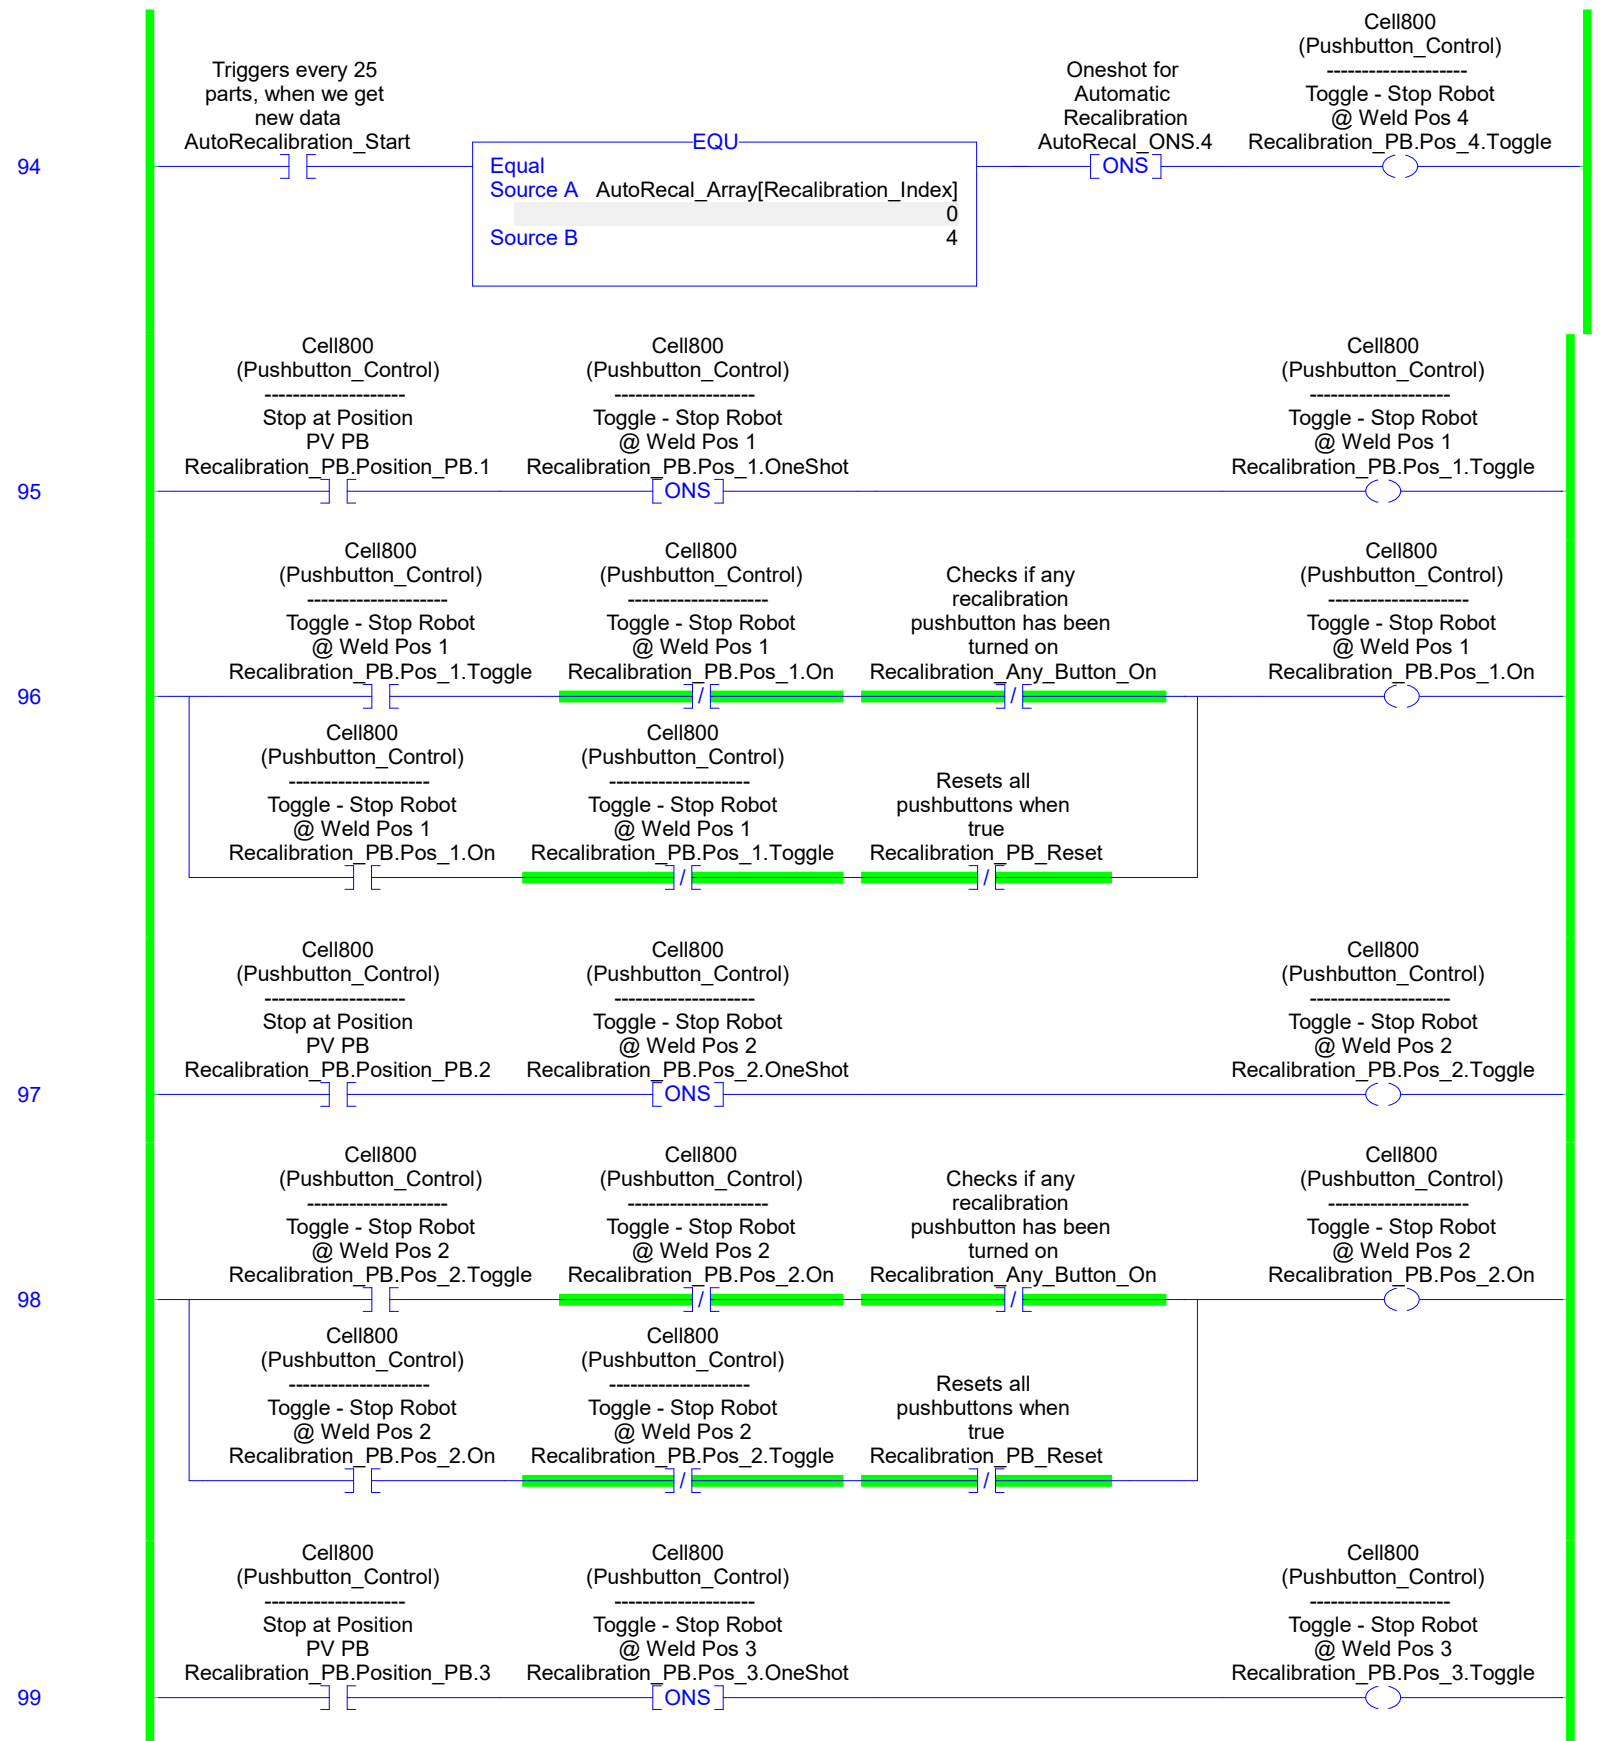 94
Triggers every 25
parts, when we get
new data
AutoRecalibration_Start
EQU
Equal
Source A AutoRecal_Array[Recalibration_Index]
0
Source B 4
Oneshot for
Automatic
Recalibration
AutoRecal_ONS.4
ONS
Cell800
(Pushbutton_Control)
--------------------
Toggle - Stop Robot
@ Weld Pos 4
Recalibration_PB.Pos_4.Toggle
95
Cell800
(Pushbutton_Control)
--------------------
Stop at Position
PV PB
Recalibration_PB.Position_PB.1
Cell800
(Pushbutton_Control)
--------------------
Toggle - Stop Robot
@ Weld Pos 1
Recalibration_PB.Pos_1.OneShot
ONS
Cell800
(Pushbutton_Control)
--------------------
Toggle - Stop Robot
@ Weld Pos 1
Recalibration_PB.Pos_1.Toggle
96
Cell800
(Pushbutton_Control)
--------------------
Toggle - Stop Robot
@ Weld Pos 1
Recalibration_PB.Pos_1.Toggle
Cell800
(Pushbutton_Control)
--------------------
Toggle - Stop Robot
@ Weld Pos 1
Recalibration_PB.Pos_1.On
/
Checks if any
recalibration
pushbutton has been
turned on
Recalibration_Any_Button_On
/
Cell800
(Pushbutton_Control)
--------------------
Toggle - Stop Robot
@ Weld Pos 1
Recalibration_PB.Pos_1.On
Cell800
(Pushbutton_Control)
--------------------
Toggle - Stop Robot
@ Weld Pos 1
Recalibration_PB.Pos_1.On
Cell800
(Pushbutton_Control)
--------------------
Toggle - Stop Robot
@ Weld Pos 1
Recalibration_PB.Pos_1.Toggle
/
Resets all
pushbuttons when
true
Recalibration_PB_Reset
/
97
Cell800
(Pushbutton_Control)
--------------------
Stop at Position
PV PB
Recalibration_PB.Position_PB.2
Cell800
(Pushbutton_Control)
--------------------
Toggle - Stop Robot
@ Weld Pos 2
Recalibration_PB.Pos_2.OneShot
ONS
Cell800
(Pushbutton_Control)
--------------------
Toggle - Stop Robot
@ Weld Pos 2
Recalibration_PB.Pos_2.Toggle
98
Cell800
(Pushbutton_Control)
--------------------
Toggle - Stop Robot
@ Weld Pos 2
Recalibration_PB.Pos_2.Toggle
Cell800
(Pushbutton_Control)
--------------------
Toggle - Stop Robot
@ Weld Pos 2
Recalibration_PB.Pos_2.On
/
Checks if any
recalibration
pushbutton has been
turned on
Recalibration_Any_Button_On
/
Cell800
(Pushbutton_Control)
--------------------
Toggle - Stop Robot
@ Weld Pos 2
Recalibration_PB.Pos_2.On
Cell800
(Pushbutton_Control)
--------------------
Toggle - Stop Robot
@ Weld Pos 2
Recalibration_PB.Pos_2.On
Cell800
(Pushbutton_Control)
--------------------
Toggle - Stop Robot
@ Weld Pos 2
Recalibration_PB.Pos_2.Toggle
/
Resets all
pushbuttons when
true
Recalibration_PB_Reset
/
99
Cell800
(Pushbutton_Control)
--------------------
Stop at Position
PV PB
Recalibration_PB.Position_PB.3
Cell800
(Pushbutton_Control)
--------------------
Toggle - Stop Robot
@ Weld Pos 3
Recalibration_PB.Pos_3.OneShot
ONS
Cell800
(Pushbutton_Control)
--------------------
Toggle - Stop Robot
@ Weld Pos 3
Recalibration_PB.Pos_3.Toggle